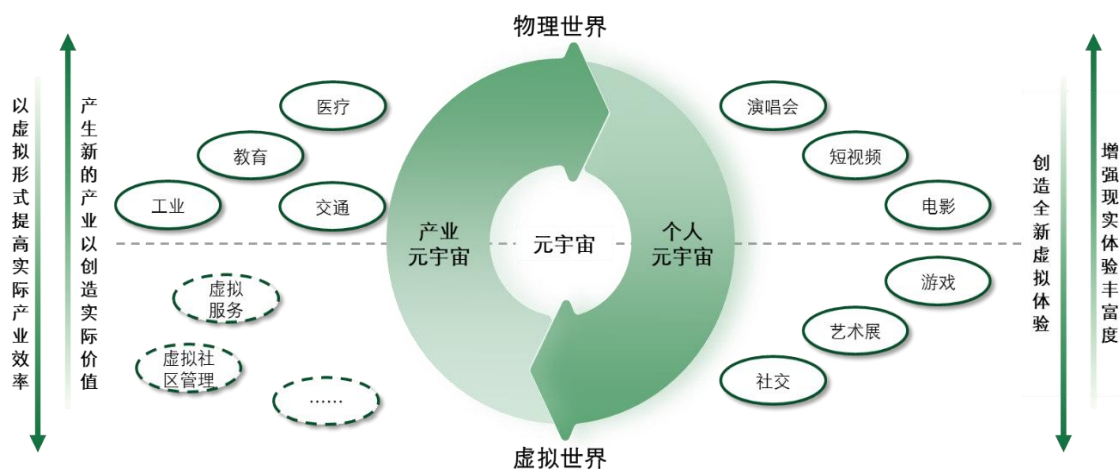 物理世界
以虚拟形式提高实际产业效率
产生新的产业以创造实际价值
医疗
教育
工业
交通
虚拟
服务
虚拟社
区管理
……
产业
元宇宙
元宇宙
个人
元宇宙
演唱会
短视频
电影
游戏
艺术展
社交
创造全新虚拟体验
增强现实体验丰富度
虚拟世界